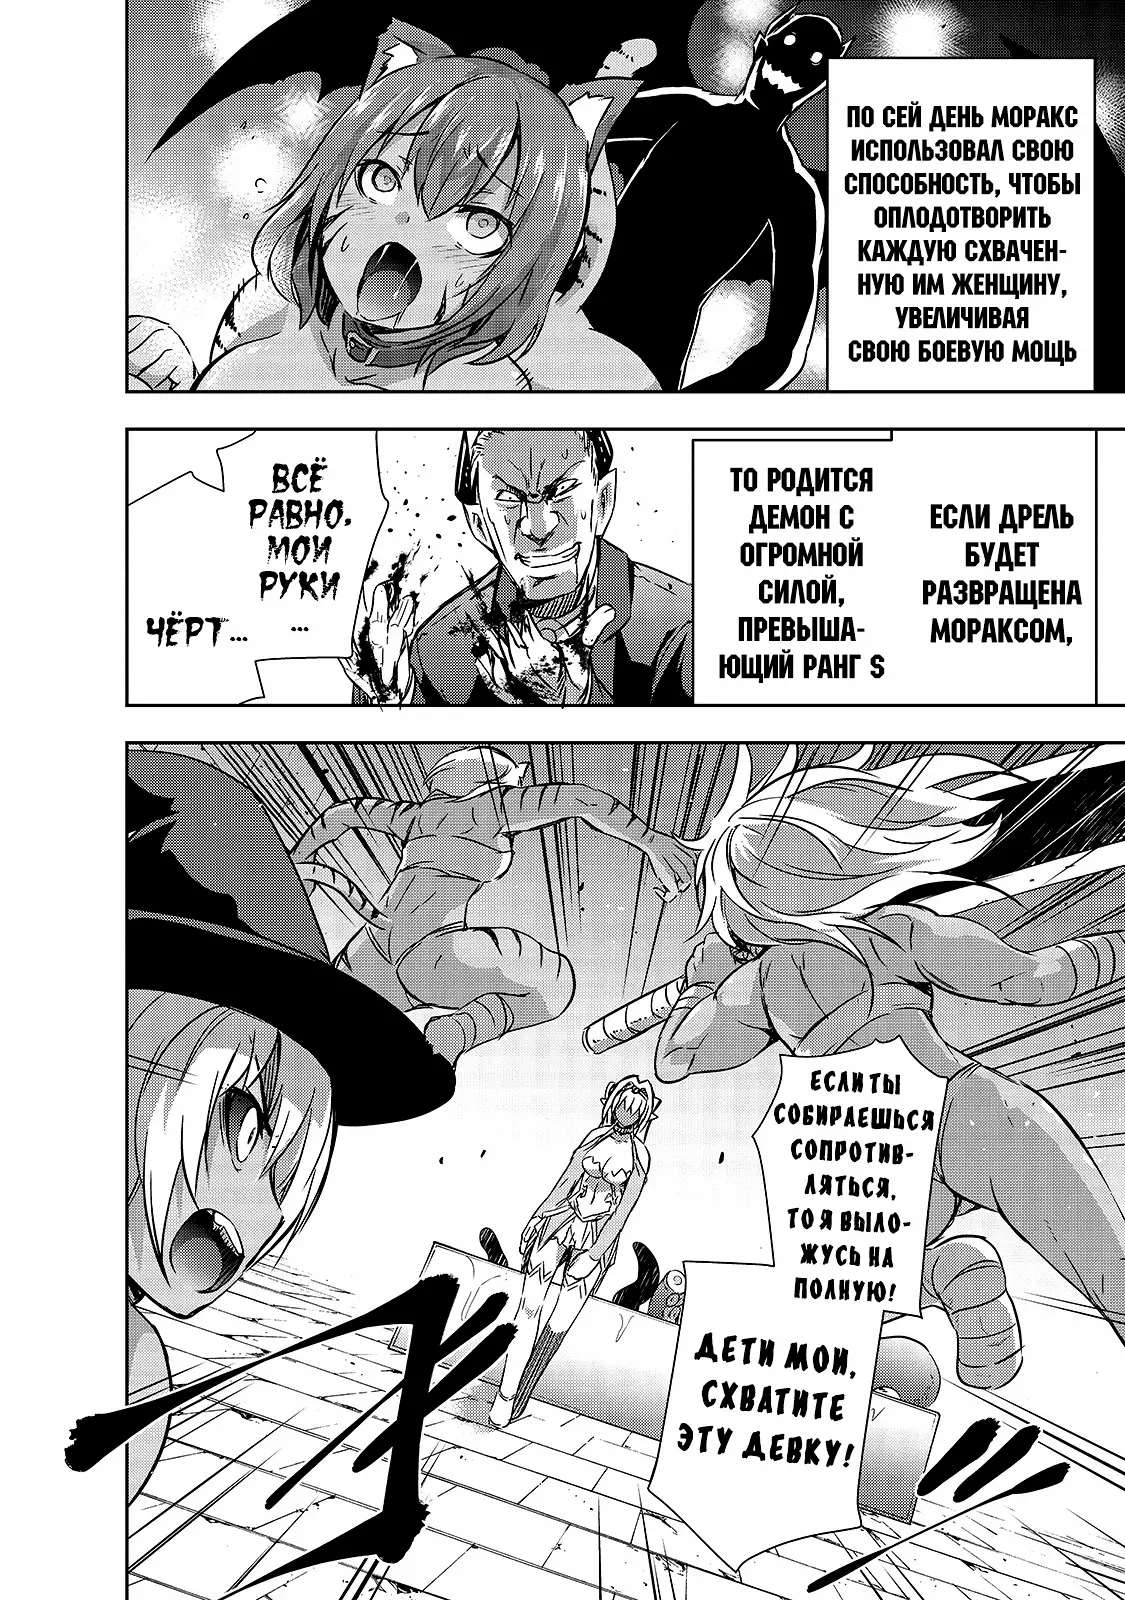 ПО СЕЙ ДЕНЬ МОРАКС
ИСПОЛЬЗОВАЛ СВОЮ
СПОСОБНОСТЬ, ЧТОБЫ
ОПЛОДОТВОРИТЬ
КАЖДУЮ СХВАЧЕН-
НУЮ ИМ ЖЕНЩИНУ,
УВЕЛИЧИВАЯ
СВОЮ БОЕВУЮ МОЩЬ
ЕСЛИ ДРЕЛЬ
БУДЕТ
РАЗВРАЩЕНА
МОРАКСОМ,
ТО РОДИТСЯ
ДЕМОН С
ОГРОМНОЙ
СИЛОЙ,
ПРЕВЫША-
ЮЩИЙ РАНГ S
ВСЁ
РАВНО,
МОИ
РУКИ
...
ЧЁРТ...
ЕСЛИ ТЫ
СОБИРАЕШЬСЯ
СОПРОТИВ-
ЛЯТЬСЯ,
ТО Я ВЫЛО-
ЖУСЬ НА
ПОЛНУЮ!
ДЕТИ МОИ,
СХВАТИТЕ
ЭТУ ДЕВКУ!